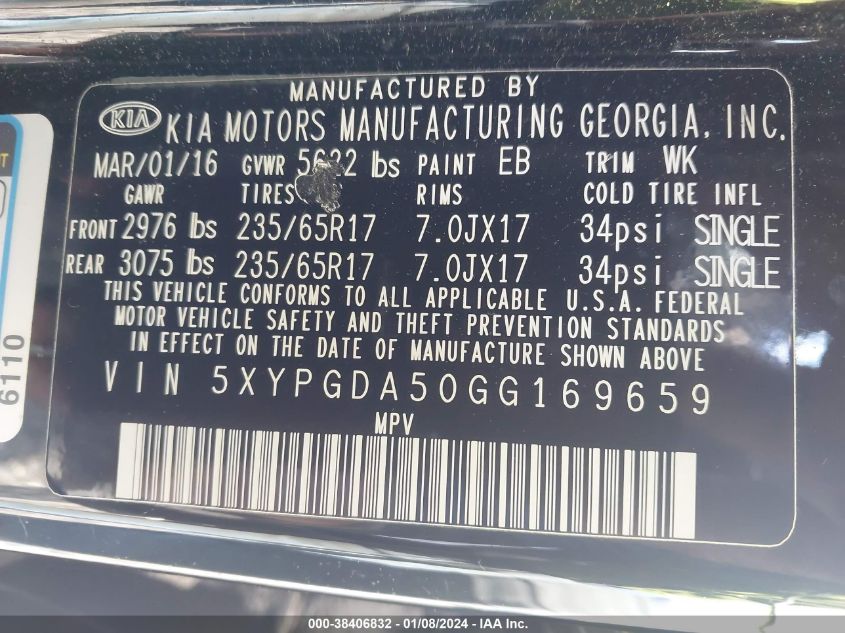 MANUFACTURED BY
KIA KIA MOTORS MANUFACTURING GEORGIA, INC.
MAR/01/16 GVWR lbs PAINT EB TRIM WK
GAWR TIRES RIMS COLD TIRE INFL
FRONT 2976 lbs 235/65R17 7.0JX17 34psi SINGLE
REAR 3075 lbs 235/65R17 7.0JX17 34psi SINGLE
THIS VEHICLE CONFORMS TO ALL APPLICABLE U.S.A. FEDERAL
MOTOR VEHICLE SAFETY AND THEFT PREVENTION STANDARDS
IN EFFECT ON THE DATE OF MANUFACTURE SHOWN ABOVE
VIN 5XYPGDA50GG169659
MPV
6110
000-38406832 - 01/08/2024 - IAA Inc.